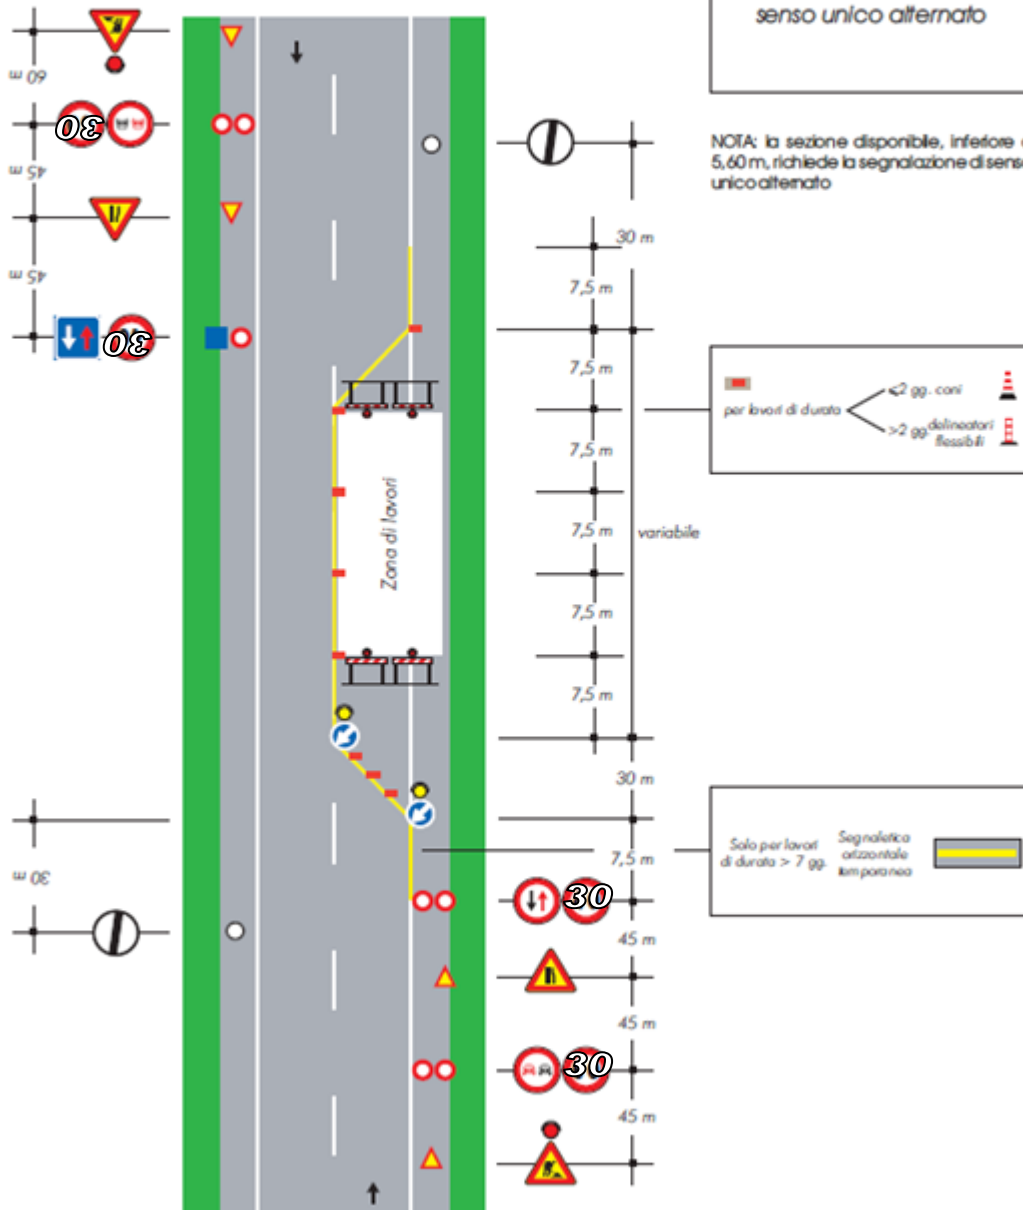 senso unico alternato
60 m
30
NOTA: la sezione disponibile, inferiore
5,60 m, richiede la segnalazione di senso
unico alternato
45 m
30 m
45 m
7,5 m
30
7,5 m
<2 gg. coni
per lavori di durata
>2 gg. delineatori
flessibili
7,5 m
Zona di lavori
7,5 m
variabile
7,5 m
7,5 m
30 m
Solo per lavori
di durata > 7 gg.
Segnaletica
orizzontale
temporanea
7,5 m
30 m
30
45 m
45 m
30
45 m